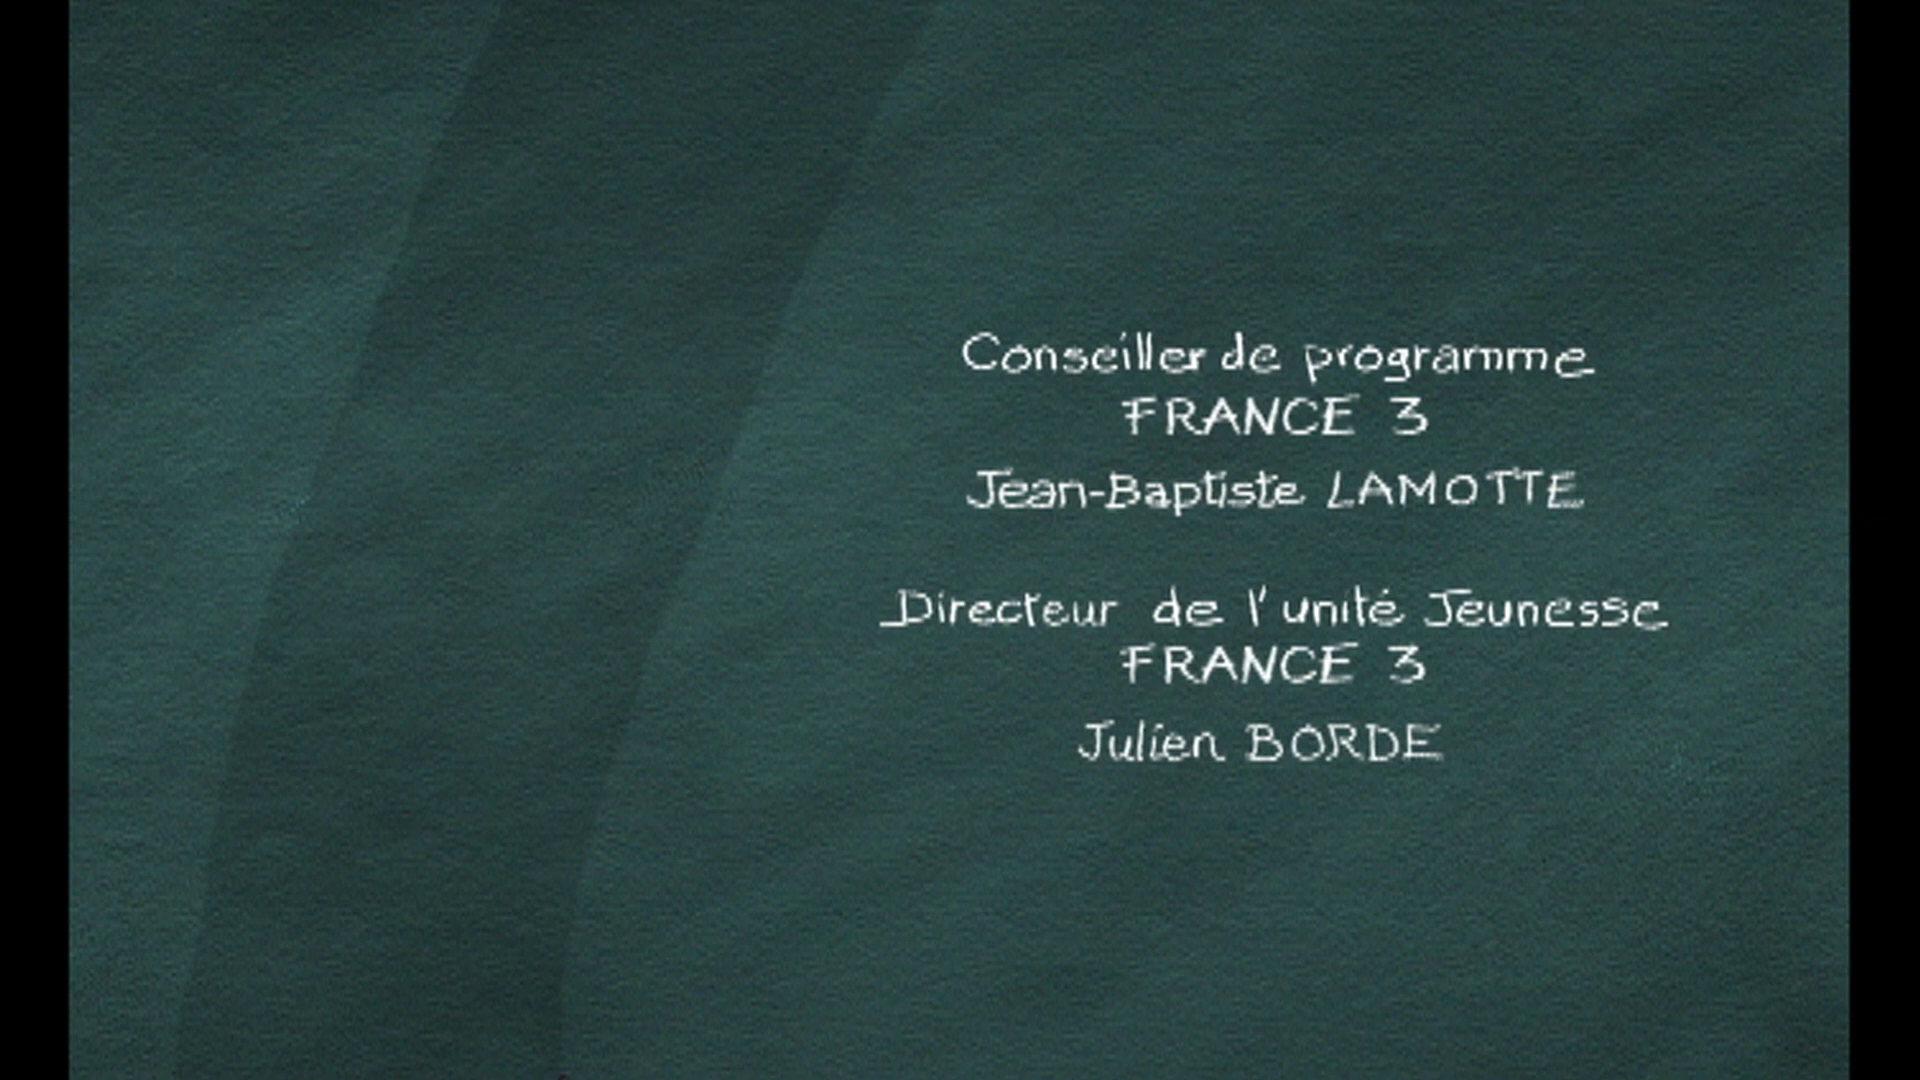 Conseiller de programme
FRANCE 3
Jean-Baptiste LAMOTTE
Directeur de l'unité Jeunesse
FRANCE 3
Julien BORDE